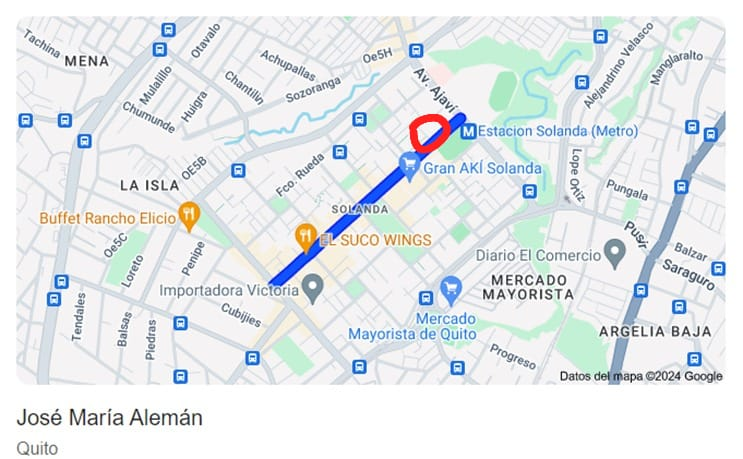 MENA
Tachina
Otavalo
Mulalillo
Huigra
Chumunde
Chantilin
Achupallas
Sozoranga
Oe5H
Av. Ajaví
Alejandrino Velasco
Manglaralto
Estacion Solanda (Metro)
Oe5B
Fco. Rueda
Gran AKÍ Solanda
Lope Ortiz
Pungala
LA ISLA
SOLANDA
Buffet Rancho Elicio
EL SUCO WINGS
Pusir
Oe5C
Loreto
Penipe
Diario El Comercio
Balzar
Saraguro
Importadora Victoria
MERCADO
MAYORISTA
Tendales
Balsas
Piedras
Cubijíes
Mercado
Mayorista de Quito
ARGELIA BAJA
Progreso
Datos del mapa ©2024 Google
José María Alemán
Quito